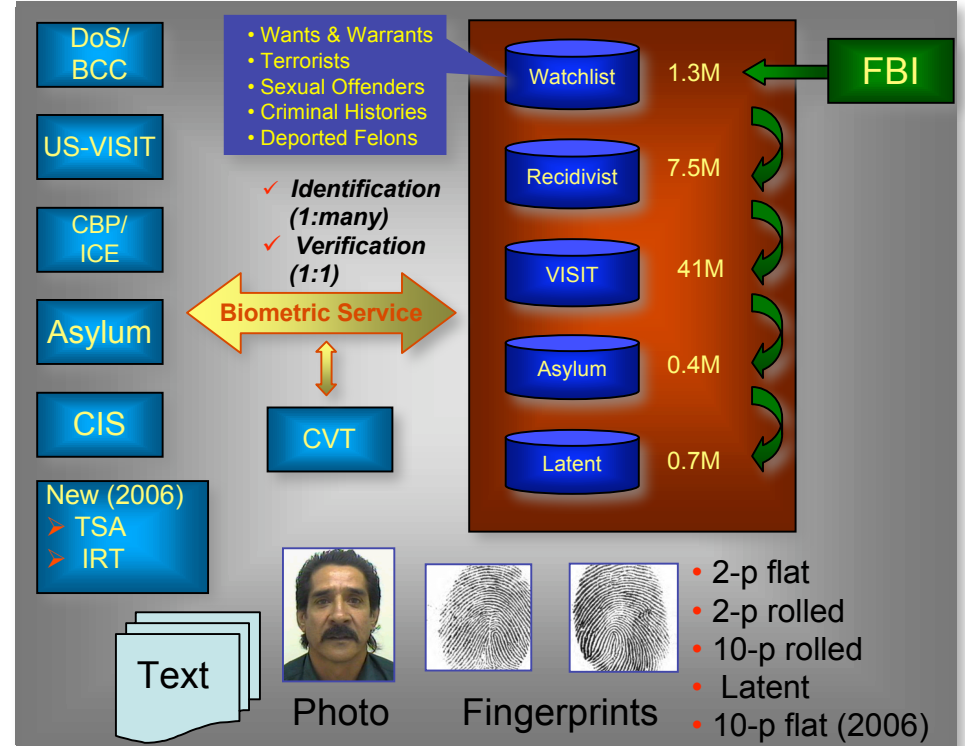 DoS/
BCC
US-VISIT
CBP/
ICE
Asylum
CIS
New (2006)
➢ TSA
➢ IRT
• Wants & Warrants
• Terrorists
• Sexual Offenders
• Criminal Histories
• Deported Felons
✓ Identification
(1:many)
✓ Verification
(1:1)
Biometric Service
CVT
Watchlist 1.3M
Recidivist 7.5M
VISIT 41M
Asylum 0.4M
Latent 0.7M
FBI
Text
Photo
Fingerprints
• 2-p flat
• 2-p rolled
• 10-p rolled
• Latent
• 10-p flat (2006)